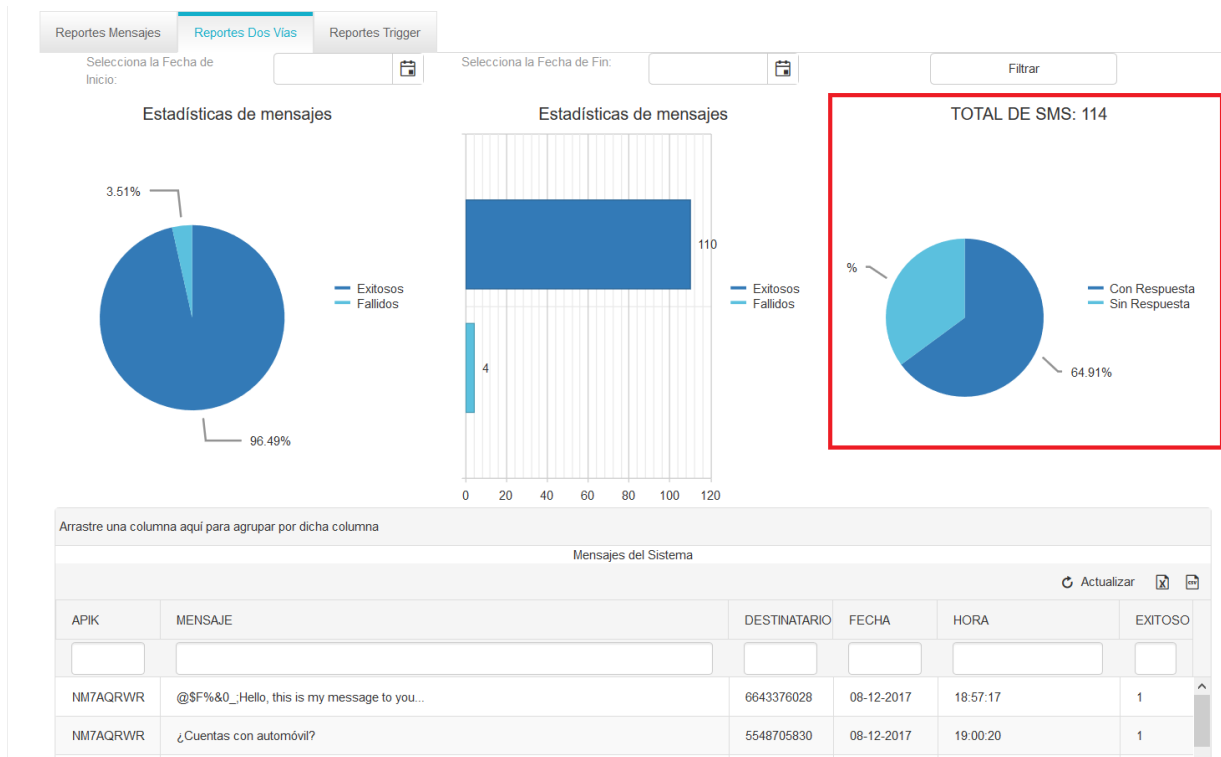 Reportes Mensajes
Reportes Dos Vías
Reportes Trigger
Selecciona la Fecha de
Inicio:
Selecciona la Fecha de Fin:
Filtrar
Estadísticas de mensajes
3.51%
96.49%
Exitosos
Fallidos
Estadísticas de mensajes
110
4
0 20 40 60 80 100 120
Exitosos
Fallidos
TOTAL DE SMS: 114
%
64.91%
Con Respuesta
Sin Respuesta
Arrastre una columna aquí para agrupar por dicha columna
Mensajes del Sistema
Actualizar
APIK MENSAJE DESTINATARIO FECHA HORA EXITOSO
NM7AQRWR @$F%&0_;Hello, this is my message to you... 6643376028 08-12-2017 18:57:17 1
NM7AQRWR ¿Cuentas con automóvil? 5548705830 08-12-2017 19:00:20 1